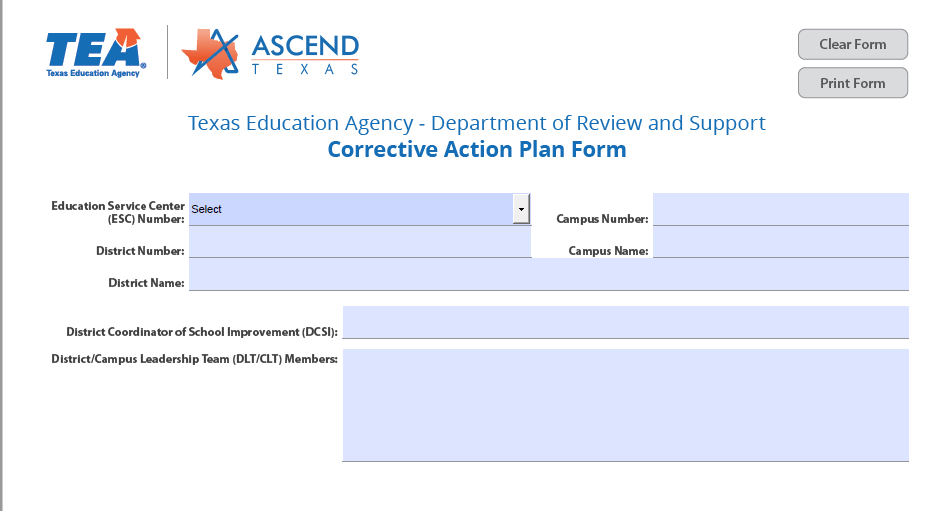 TEA
Texas Education Agency®
ASCEND
TEXAS
Clear Form
Print Form
Texas Education Agency - Department of Review and Support
Corrective Action Plan Form
Education Service Center
(ESC) Number:
Select
Campus Number:
District Number:
Campus Name:
District Name:
District Coordinator of School Improvement (DCSI):
District/Campus Leadership Team (DLT/CLT) Members: